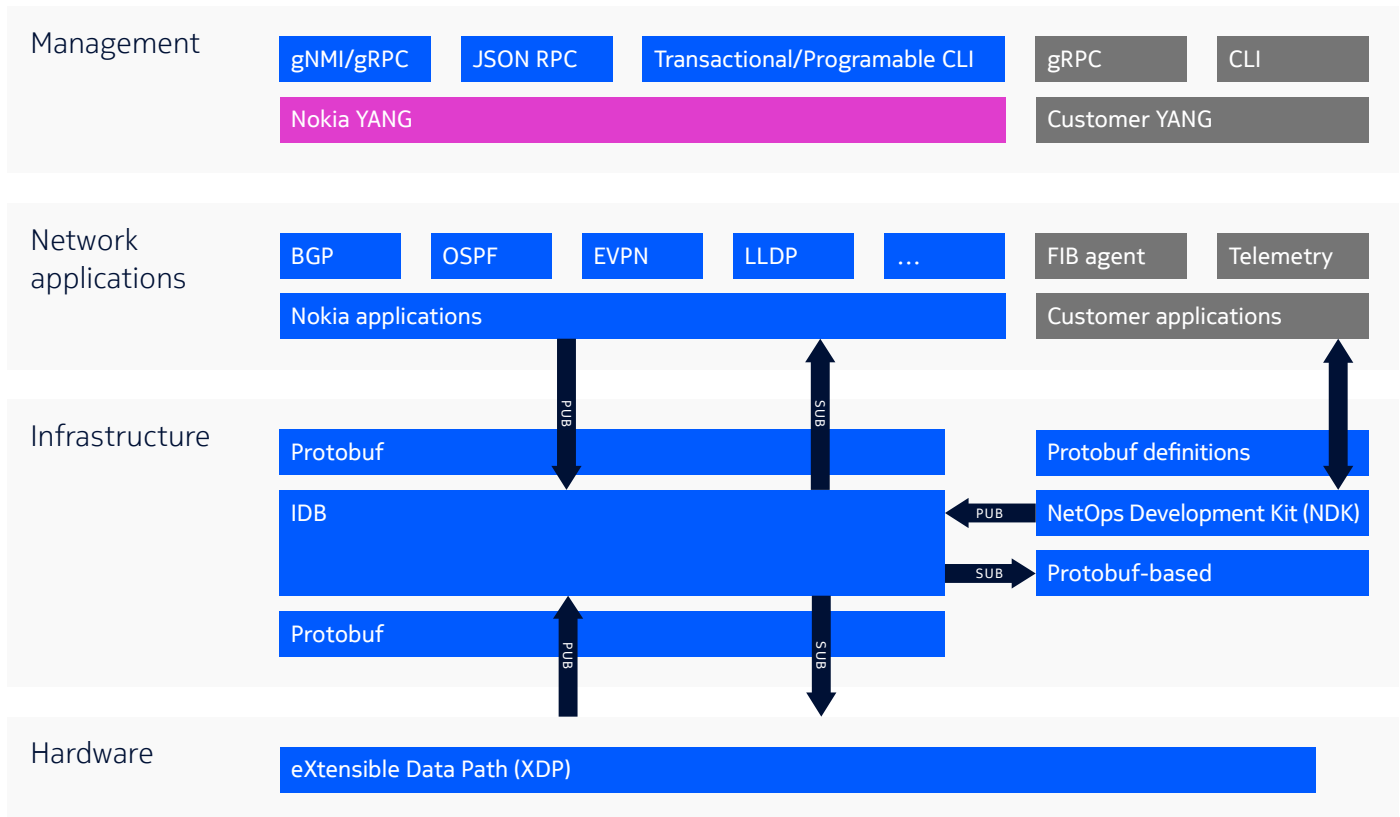 Management
gNMI/gRPC
JSON RPC
Transactional/Programable CLI
gRPC
CLI
Nokia YANG
Customer YANG
Network
applications
BGP
OSPF
EVPN
LLDP
...
FIB agent
Telemetry
Nokia applications
Customer applications
PUB
SUB
Infrastructure
Protobuf
Protobuf definitions
IDB
PUB
NetOps Development Kit (NDK)
SUB
Protobuf-based
Protobuf
PUB
SUB
Hardware
eXtensible Data Path (XDP)